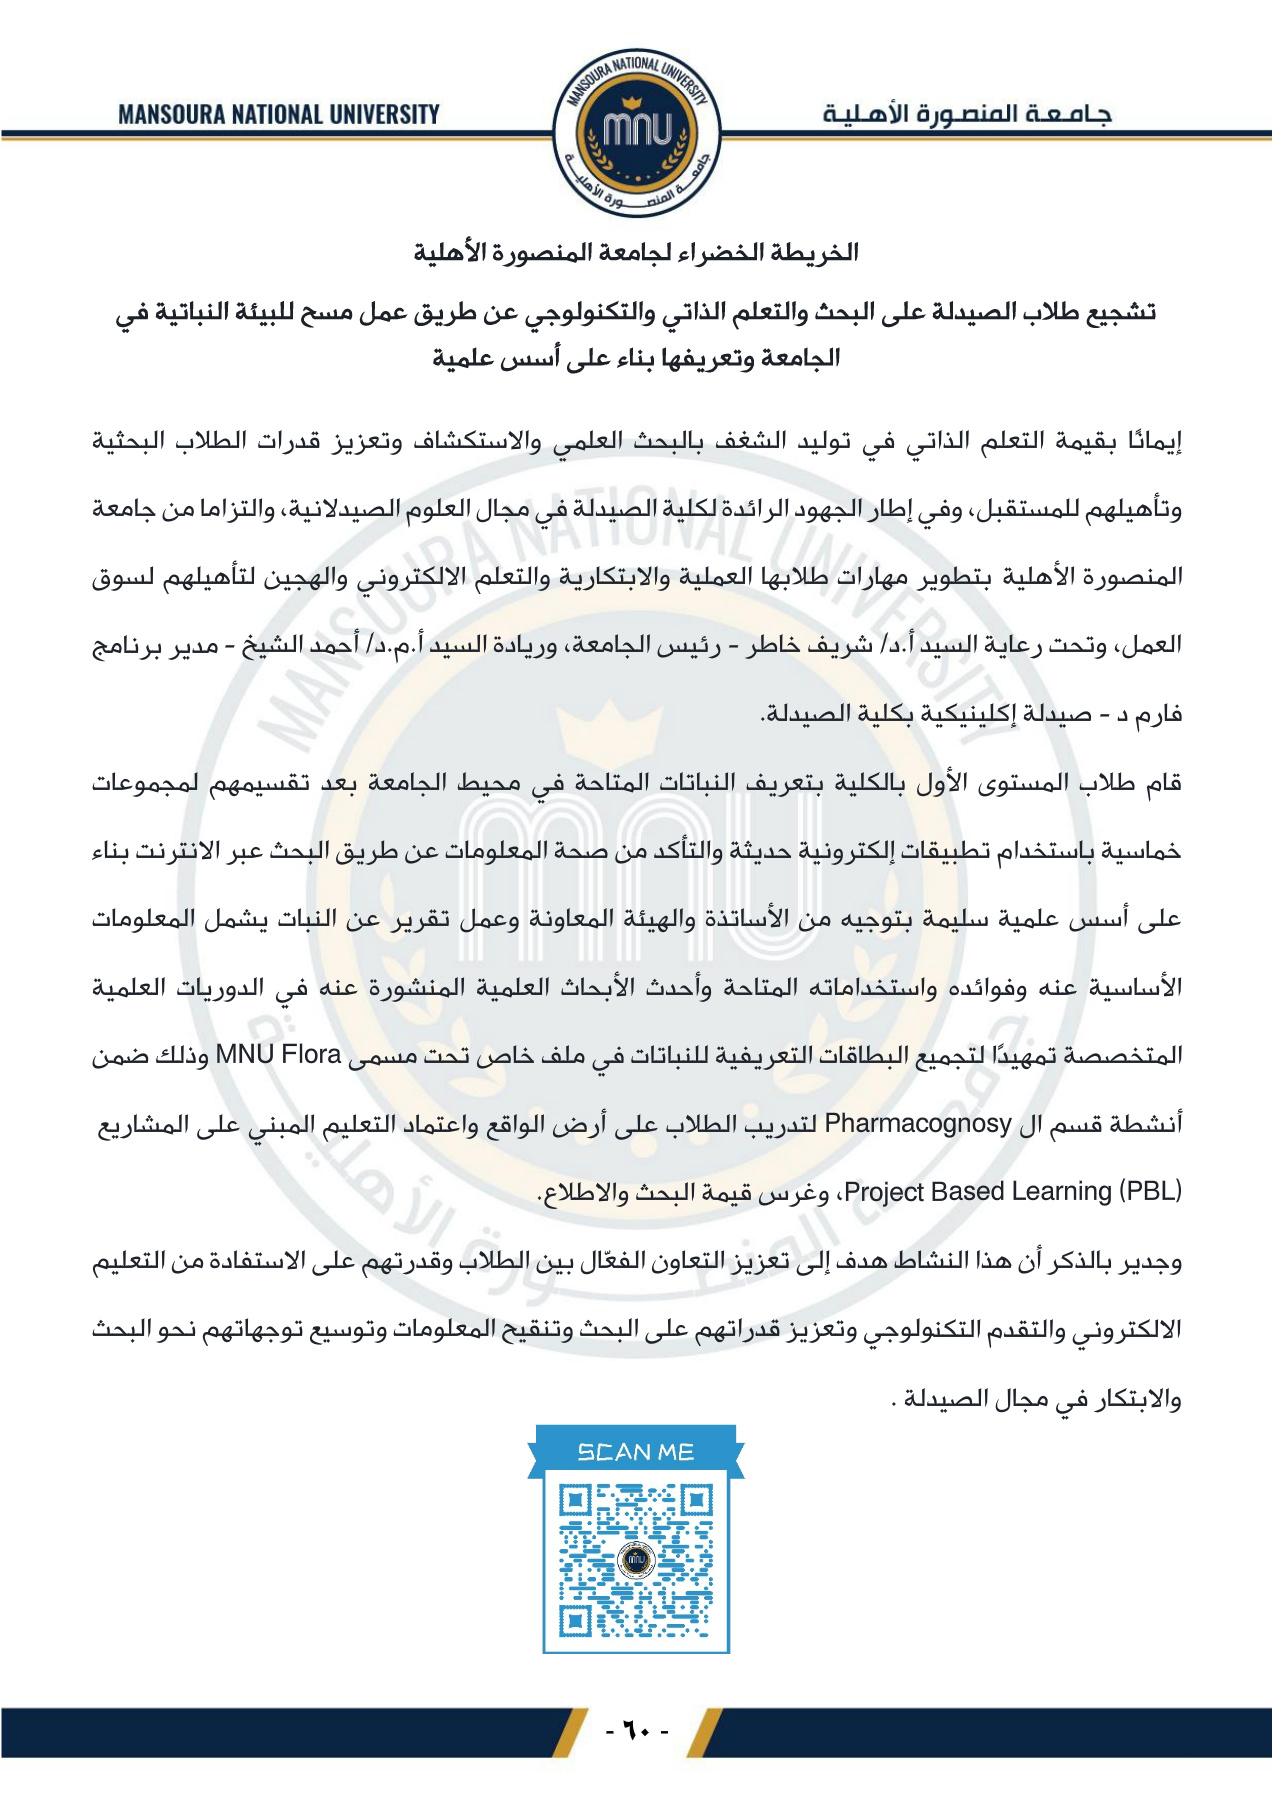 MANSOURA NATIONAL UNIVERSITY
MANSOURA NATIONAL UNIVERSITY
mnu
جامعة المنصورة الأهلية
جامعة المنصورة الأهلية
الخريطة الخضراء لجامعة المنصورة الأهلية
تشجيع طلاب الصيدلة على البحث والتعلم الذاتي والتكنولوجي عن طريق عمل مسح للبيئة النباتية في
الجامعة وتعريفها بناء على أسس علمية
إيمانًا بقيمة التعلم الذاتي في توليد الشغف بالبحث العلمي والاستكشاف وتعزيز قدرات الطلاب البحثية
وتأهيلهم للمستقبل، وفي إطار الجهود الرائدة لكلية الصيدلة في مجال العلوم الصيدلانية، والتزاما من جامعة
المنصورة الأهلية بتطوير مهارات طلابها العملية والابتكارية والتعلم الالكتروني والهجين لتأهيلهم لسوق
العمل، وتحت رعاية السيد أ.د/ شريف خاطر - رئيس الجامعة، وريادة السيد أ.م.د/ أحمد الشيخ - مدير برنامج
فارم د - صيدلة إكلينيكية بكلية الصيدلة.
قام طلاب المستوى الأول بالكلية بتعريف النباتات المتاحة في محيط الجامعة بعد تقسيمهم لمجموعات
خماسية باستخدام تطبيقات إلكترونية حديثة والتأكد من صحة المعلومات عن طريق البحث عبر الانترنت بناء
على أسس علمية سليمة بتوجيه من الأساتذة والهيئة المعاونة وعمل تقرير عن النبات يشمل المعلومات
الأساسية عنه وفوائده واستخداماته المتاحة وأحدث الأبحاث العلمية المنشورة عنه في الدوريات العلمية
المتخصصة تمهيدًا لتجميع البطاقات التعريفية للنباتات في ملف خاص تحت مسمى MNU Flora وذلك ضمن
أنشطة قسم ال Pharmacognosy لتدريب الطلاب على أرض الواقع واعتماد التعليم المبني على المشاريع
Project Based Learning (PBL)، وغرس قيمة البحث والاطلاع.
وجدير بالذكر أن هذا النشاط هدف إلى تعزيز التعاون الفعّال بين الطلاب وقدرتهم على الاستفادة من التعليم
الالكتروني والتقدم التكنولوجي وتعزيز قدراتهم على البحث وتنقيح المعلومات وتوسيع توجهاتهم نحو البحث
والابتكار في مجال الصيدلة .
SCAN ME
mnu
- ٦٠ -